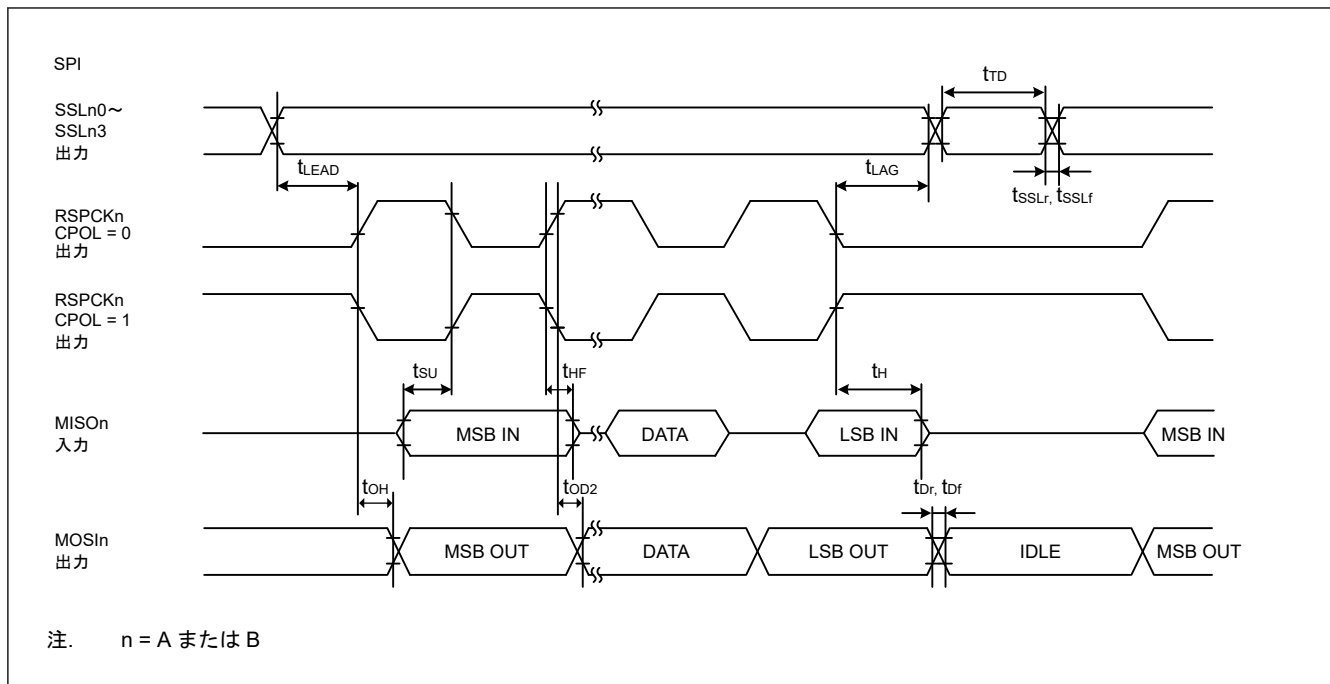 SPI
tTD
SSLn0～
SSLn3
出力
tLEAD
tLAG
tSSLr, tSSLf
RSPCKn
CPOL = 0
出力
RSPCKn
CPOL = 1
出力
tSU
tHF
tH
MISOn
入力
MSB IN
DATA
LSB IN
MSB IN
tOH
tOD2
tDr, tDf
MOSIn
出力
MSB OUT
DATA
LSB OUT
IDLE
MSB OUT
注. n = A または B